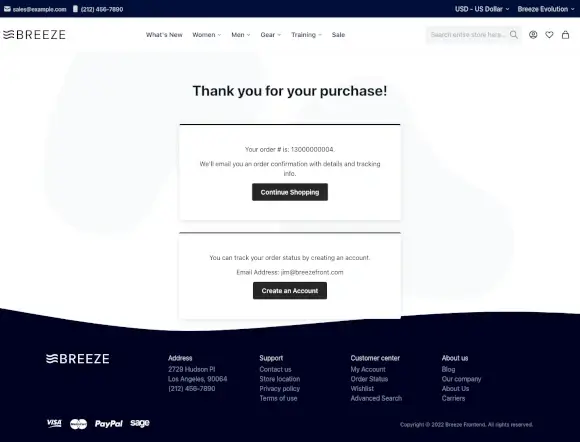 sales@example.com (212) 456-7890 USD - US Dollar Breeze Evolution
BREEZE What's New Women Men Gear Training Sale Search entire store here...
Thank you for your purchase!
Your order # is: 13000000004.
We'll email you an order confirmation with details and tracking
info.
Continue Shopping
You can track your order status by creating an account.
Email Address: jim@breezefront.com
Create an Account
BREEZE Address Support Customer center About us
2729 Hudson Pl Contact us My Account Blog
Los Angeles, 90064 Store location Order Status Our company
(212) 456-7890 Privacy policy Wishlist About Us
Terms of use Advanced Search Carriers
VISA MasterCard PayPal sage Copyright © 2022 Breeze Frontend. All rights reserved.